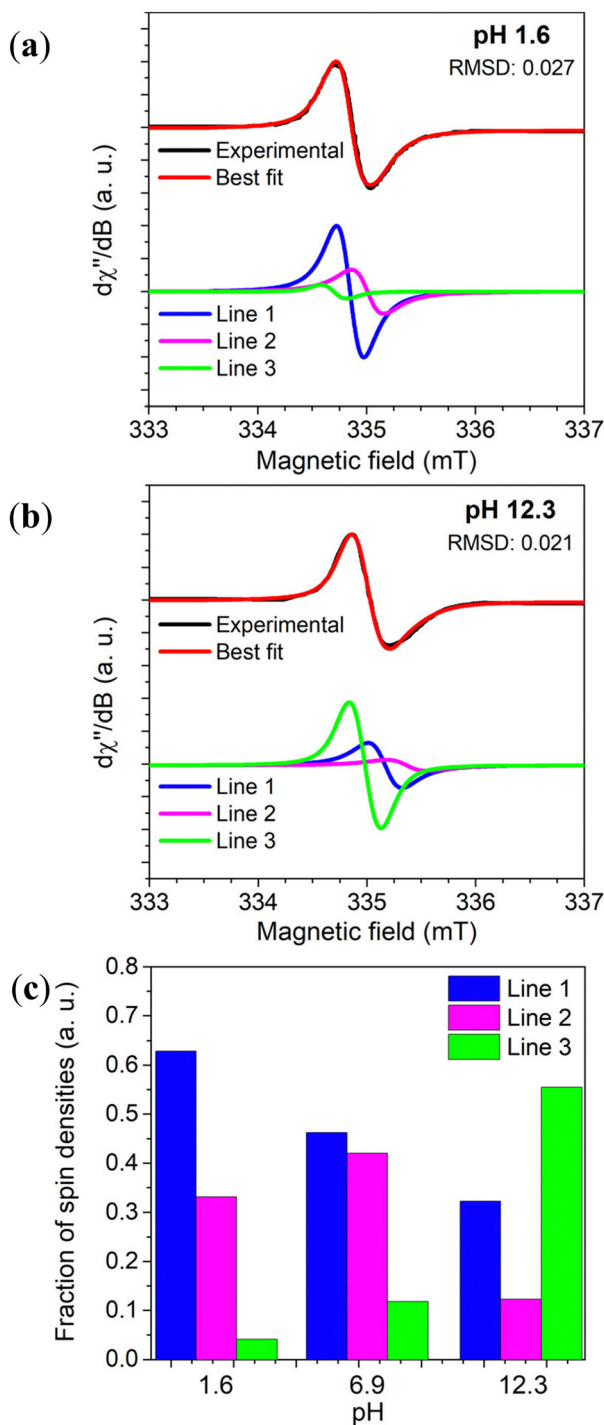 (a)
pH 1.6
RMSD: 0.027
Experimental
Best fit
Line 1
Line 2
Line 3
dχ"/dB (a. u.)
333 334 335 336 337
Magnetic field (mT)
(b)
pH 12.3
RMSD: 0.021
Experimental
Best fit
Line 1
Line 2
Line 3
dχ"/dB (a. u.)
333 334 335 336 337
Magnetic field (mT)
(c)
Line 1
Line 2
Line 3
Fraction of spin densities (a. u.)
0.8
0.7
0.6
0.5
0.4
0.3
0.2
0.1
0.0
1.6 6.9 12.3
pH